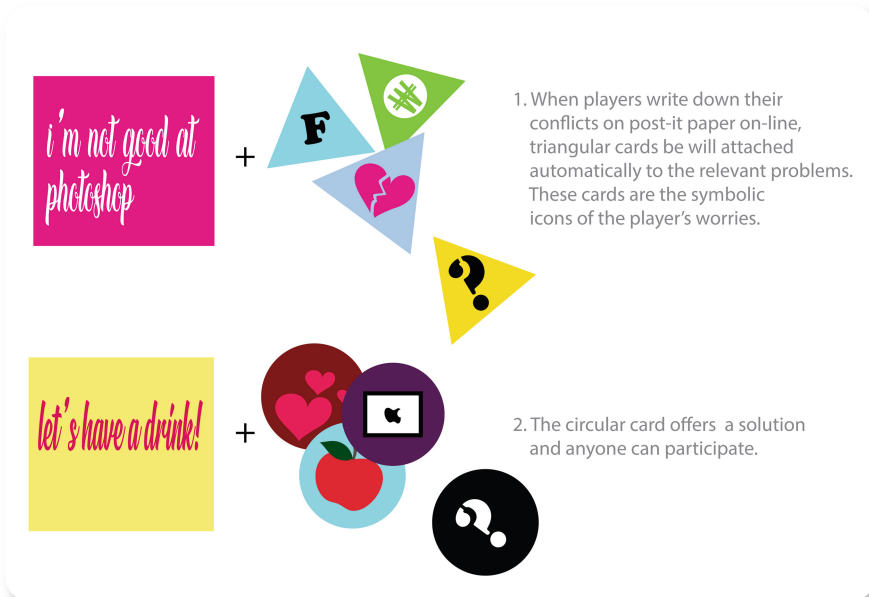 i'm not good at
photoshop
+
F
₩
?
1. When players write down their
conflicts on post-it paper on-line,
triangular cards be will attached
automatically to the relevant problems.
These cards are the symbolic
icons of the player's worries.
let's have a drink!
+
?
2. The circular card offers a solution
and anyone can participate.